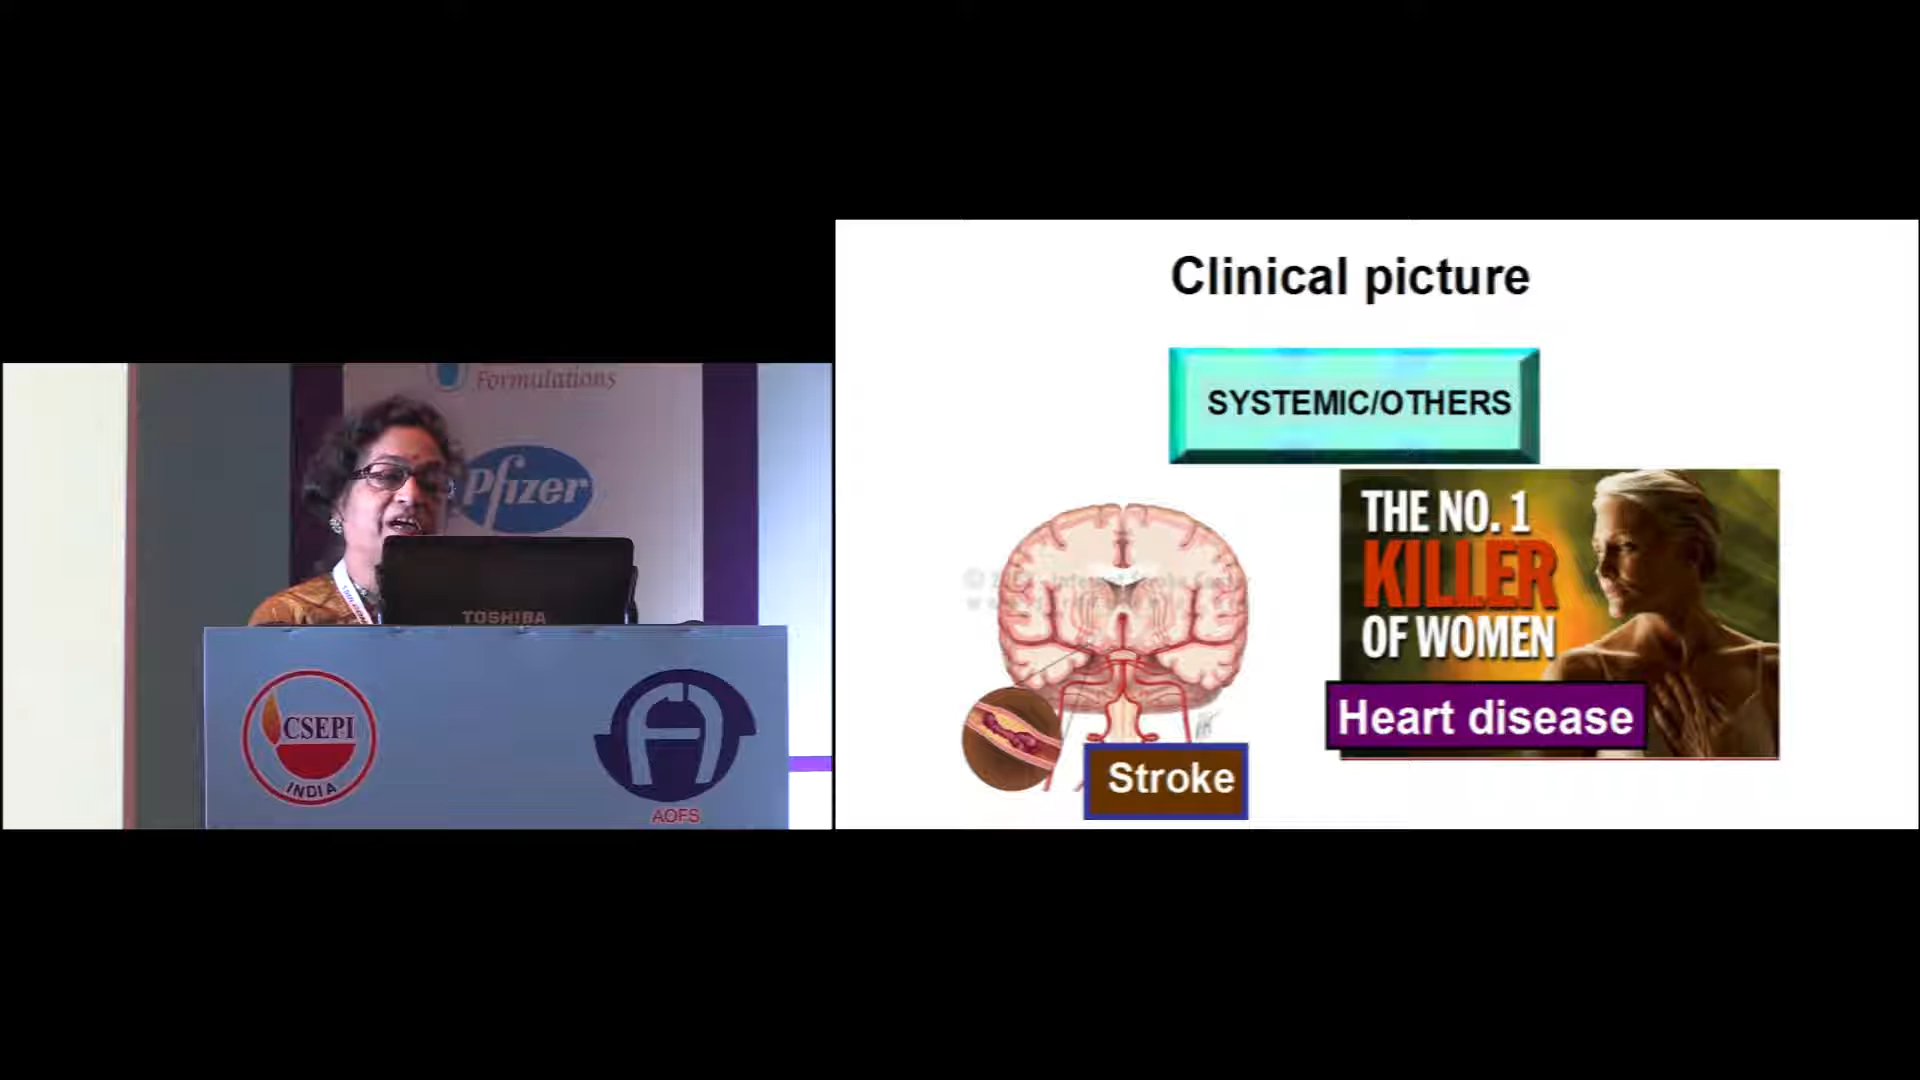 Formulations
Pfizer
TOSHIBA
CSEPI
INDIA
AOFS
Clinical picture
SYSTEMIC/OTHERS
THE NO. 1
KILLER
OF WOMEN
Heart disease
Stroke